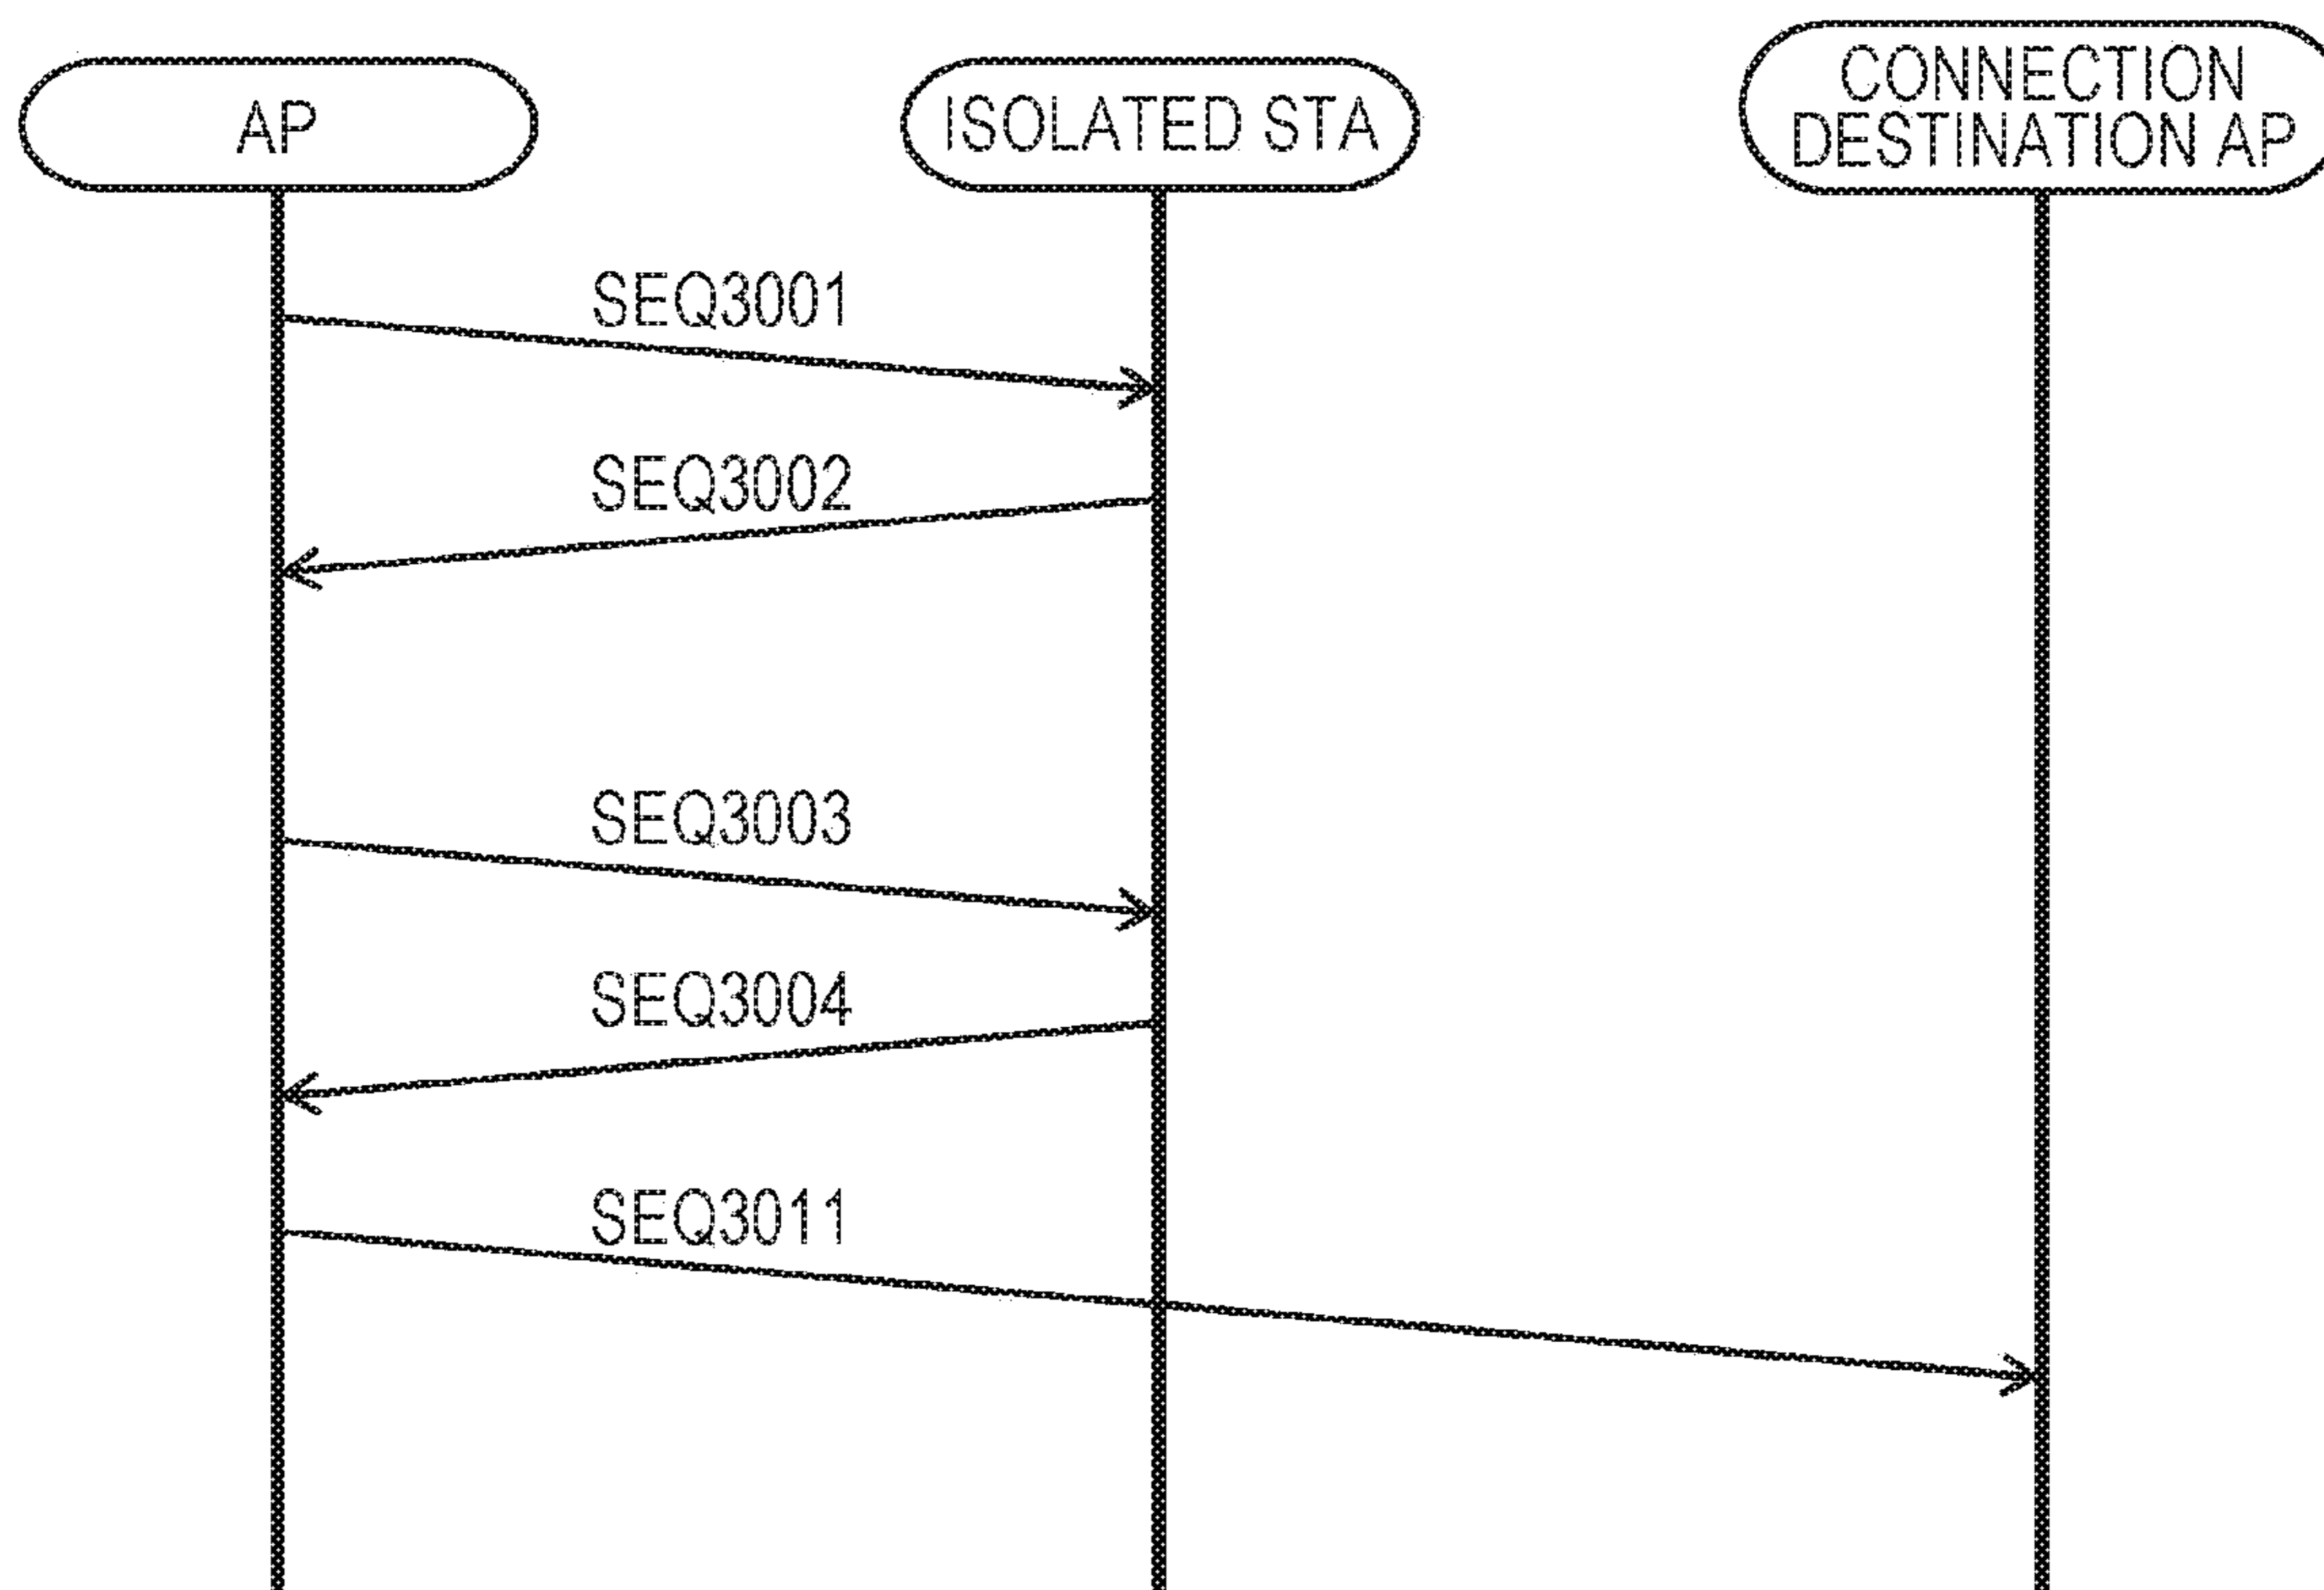 AP
ISOLATED STA
CONNECTION
DESTINATION AP
SEQ3001
SEQ3002
SEQ3003
SEQ3004
SEQ3011